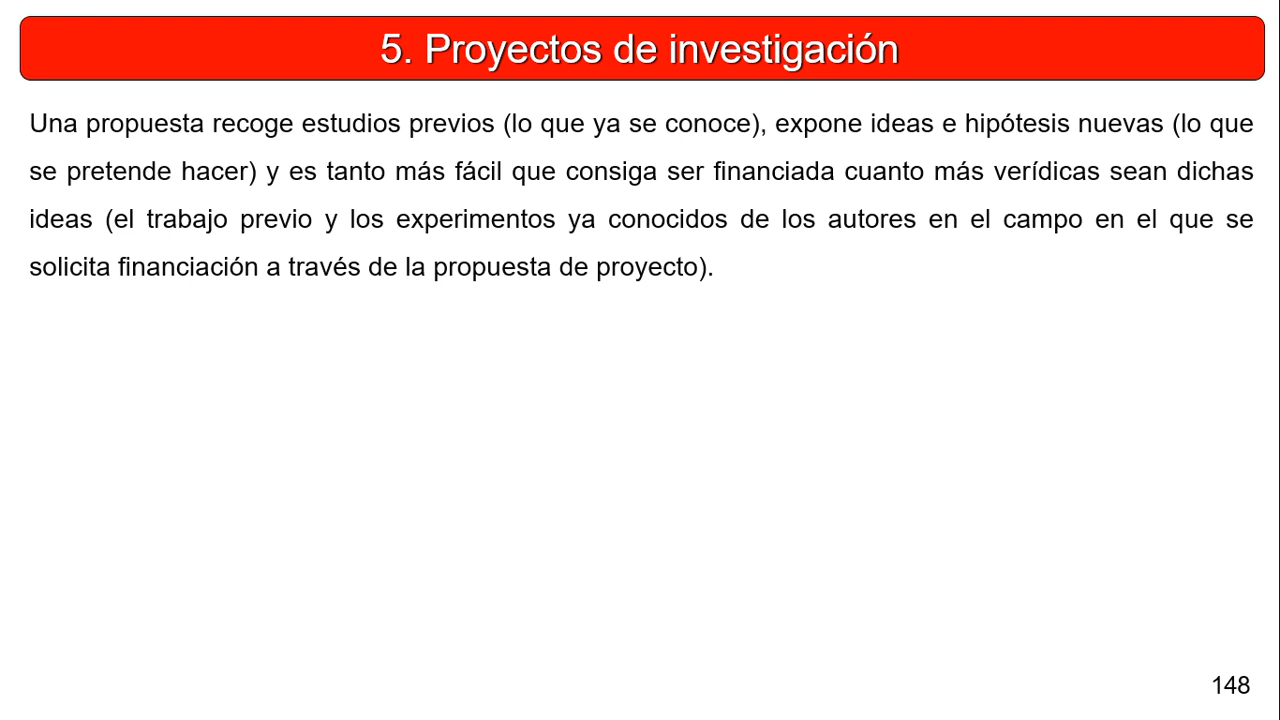 5. Proyectos de investigación
Una propuesta recoge estudios previos (lo que ya se conoce), expone ideas e hipótesis nuevas (lo que
se pretende hacer) y es tanto más fácil que consiga ser financiada cuanto más verídicas sean dichas
ideas (el trabajo previo y los experimentos ya conocidos de los autores en el campo en el que se
solicita financiación a través de la propuesta de proyecto).
148